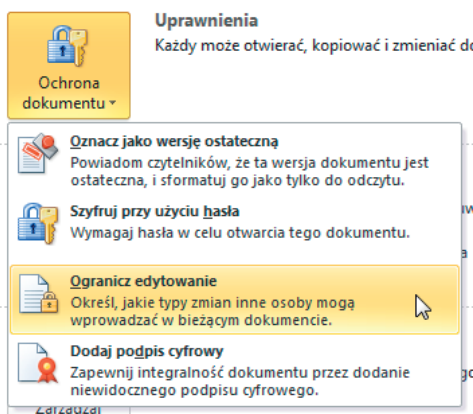 Uprawnienia
Każdy może otwierać, kopiować i zmieniać
Ochrona
dokumentu
Oznacz jako wersję ostateczną
Powiadom czytelników, że ta wersja dokumentu jest
ostateczna, i sformatuj go jako tylko do odczytu.
Szyfruj przy użyciu hasła
Wymagaj hasła w celu otwarcia tego dokumentu.
Ogranicz edytowanie
Określ, jakie typy zmian inne osoby mogą
wprowadzać w bieżącym dokumencie.
Dodaj podpis cyfrowy
Zapewnij integralność dokumentu przez dodanie
niewidocznego podpisu cyfrowego.